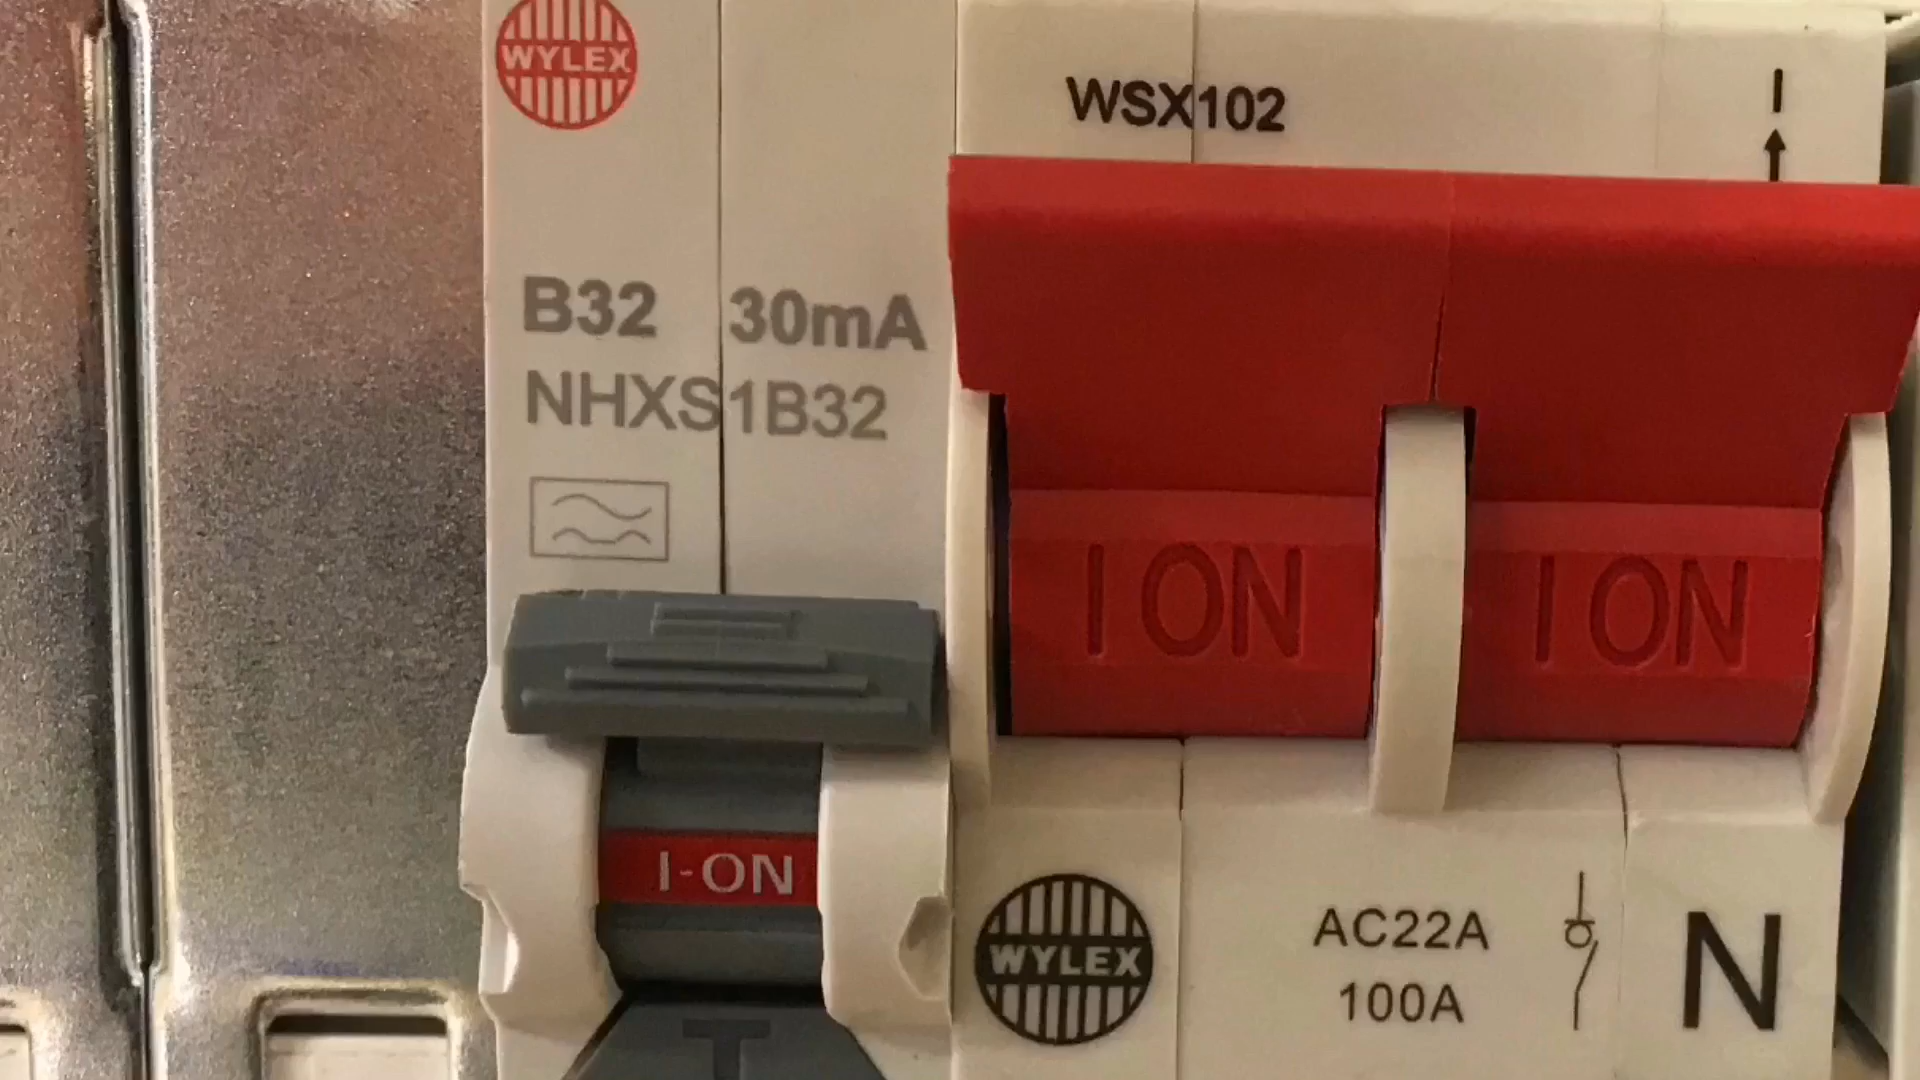 WYLEX
B32 30mA
NHXS1B32
I-ON
T
WSX102
I
I ON
I ON
WYLEX
AC22A
100A
N